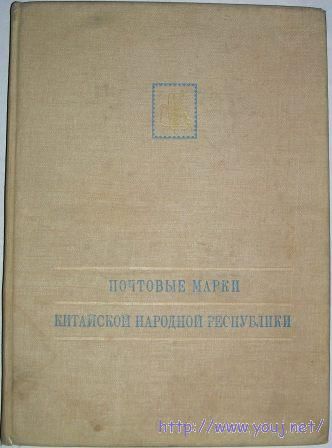 ПОЧТОВЫЕ МАРКИ
КИТАЙСКОЙ НАРОДНОЙ РЕСПУБЛИКИ
http://www.youj.net/